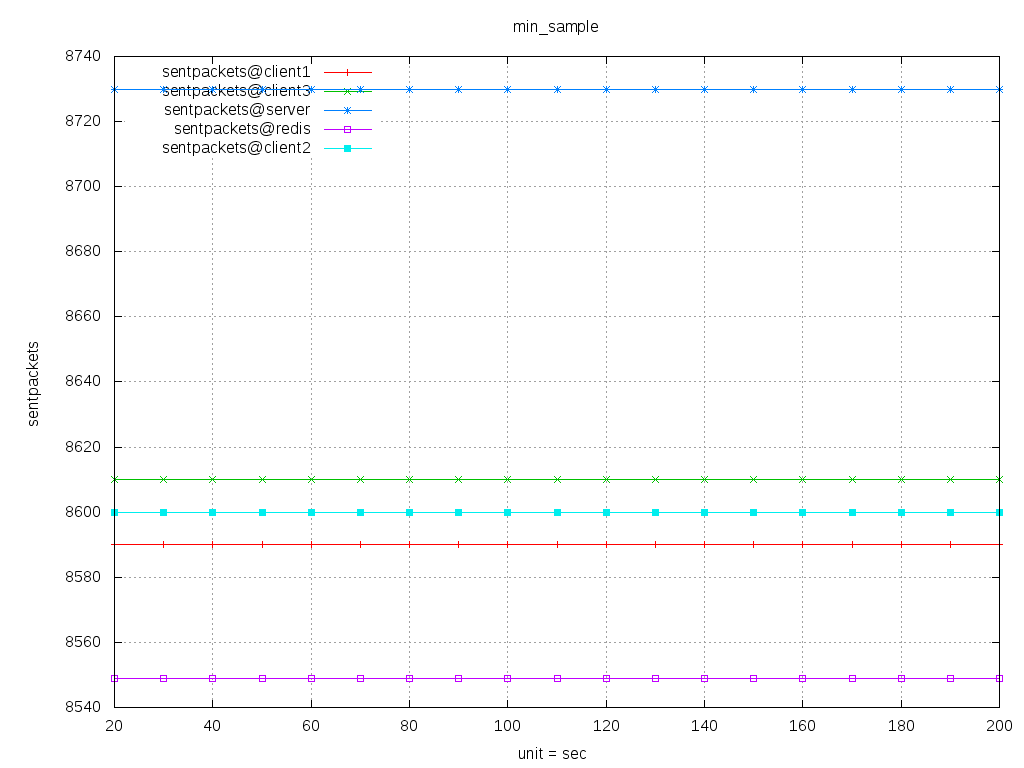 min_sample
8740
sentpackets@client1
sentpackets@client3
sentpackets@server
8720
sentpackets@redis
sentpackets@client2
8700
8680
8660
8640
sentpackets
8620
8600
8580
8560
8540
20 40 60 80 100 120 140 160 180 200
unit = sec